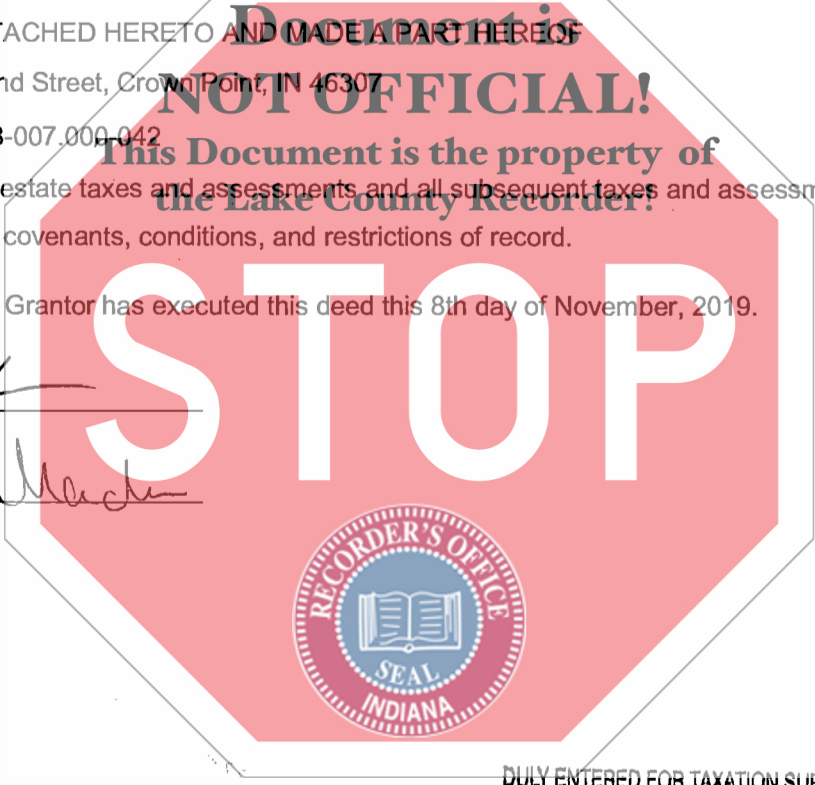 TACHED HERETO AND MADE A PART HEREOF
Document is
nd Street, Crown Point, IN 46307
NOT OFFICIAL!
-007.000-042
This Document is the property of
estate taxes and assessments and all subsequent taxes and assessm
the Lake County Recorder!
covenants, conditions, and restrictions of record.
Grantor has executed this deed this 8th day of November, 2019.
STOP
RECORDER'S OFFICE
SEAL
INDIANA
DULY ENTERED FOR TAXATION SU